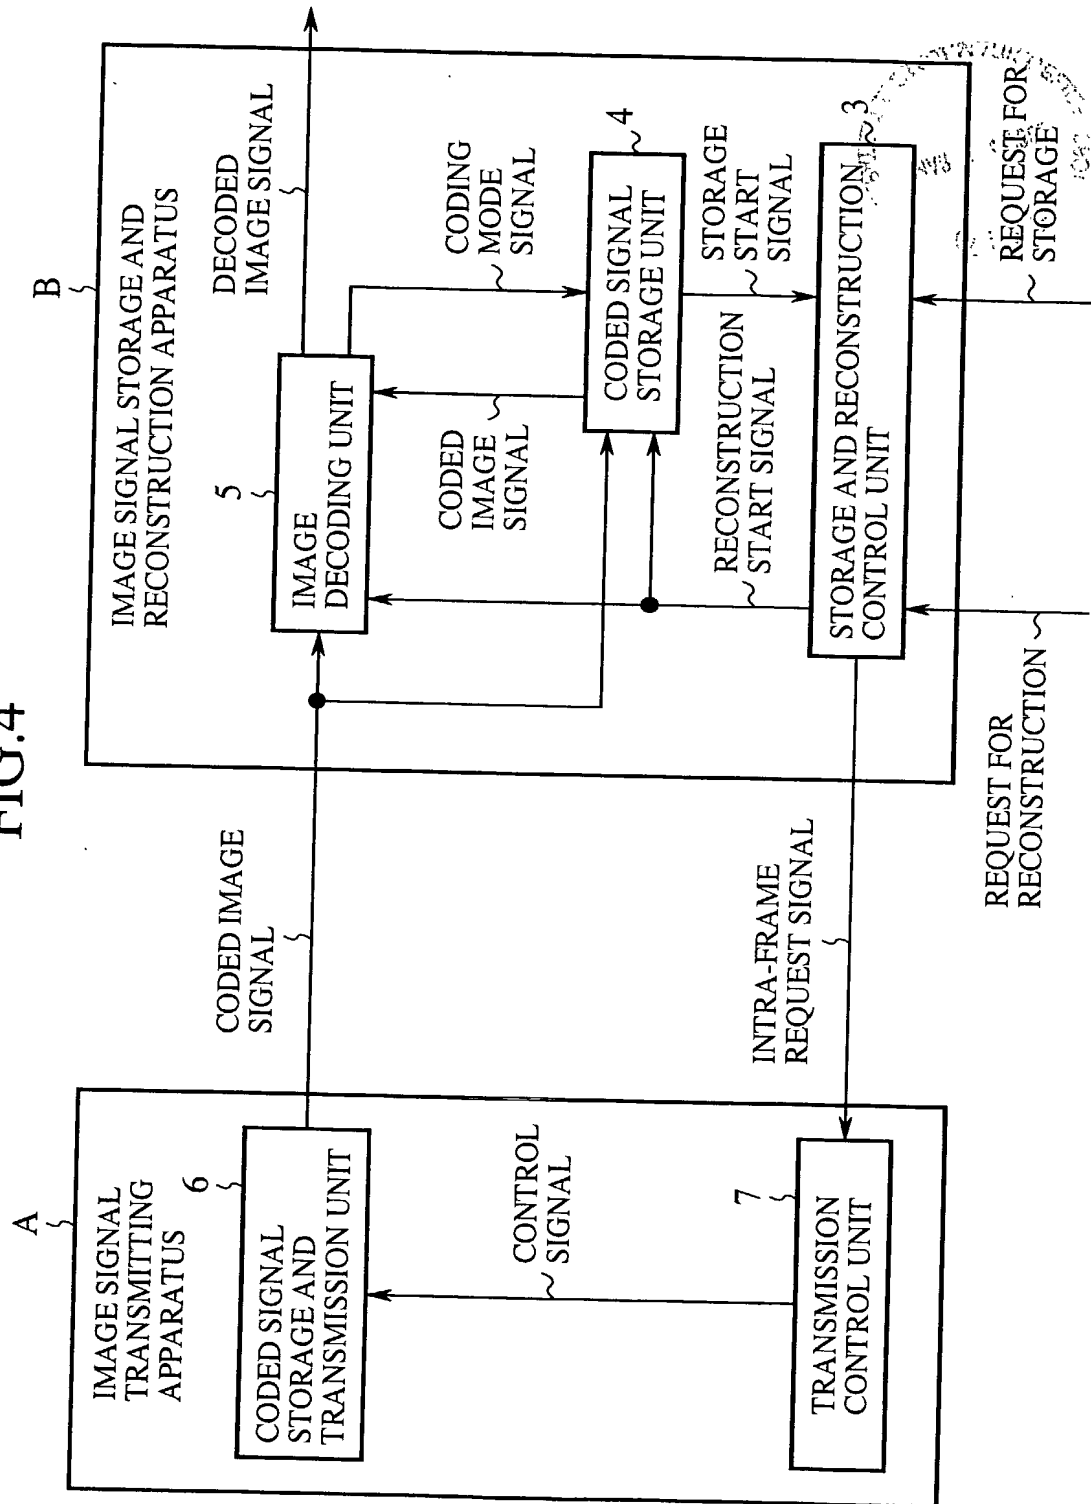 FIG.4
A
IMAGE SIGNAL
TRANSMITTING
APPARATUS
6
CODED SIGNAL
STORAGE AND
TRANSMISSION UNIT
CONTROL
SIGNAL
7
TRANSMISSION
CONTROL UNIT
CODED IMAGE
SIGNAL
INTRA-FRAME
REQUEST SIGNAL
B
IMAGE SIGNAL STORAGE AND
RECONSTRUCTION APPARATUS
5
IMAGE
DECODING UNIT
DECODED
IMAGE SIGNAL
CODED
IMAGE
SIGNAL
CODING
MODE
SIGNAL
4
CODED SIGNAL
STORAGE UNIT
RECONSTRUCTION
START SIGNAL
STORAGE
START
SIGNAL
3
STORAGE AND RECONSTRUCTION
CONTROL UNIT
REQUEST FOR
RECONSTRUCTION
REQUEST FOR
STORAGE